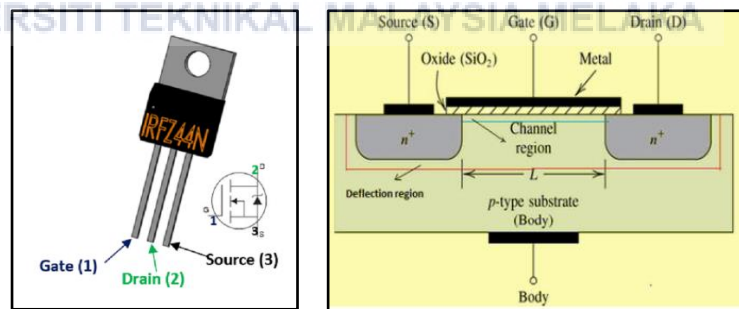 ERSITI TEKNIKAL MALAYSIA MELAKA
IRFZ44N
2
D
G
1
3
S
Gate (1)
Drain (2)
Source (3)
Source (S)
Gate (G)
Drain (D)
Oxide (SiO2)
Metal
n+
Channel
region
n+
L
Deflection region
p-type substrate
(Body)
Body